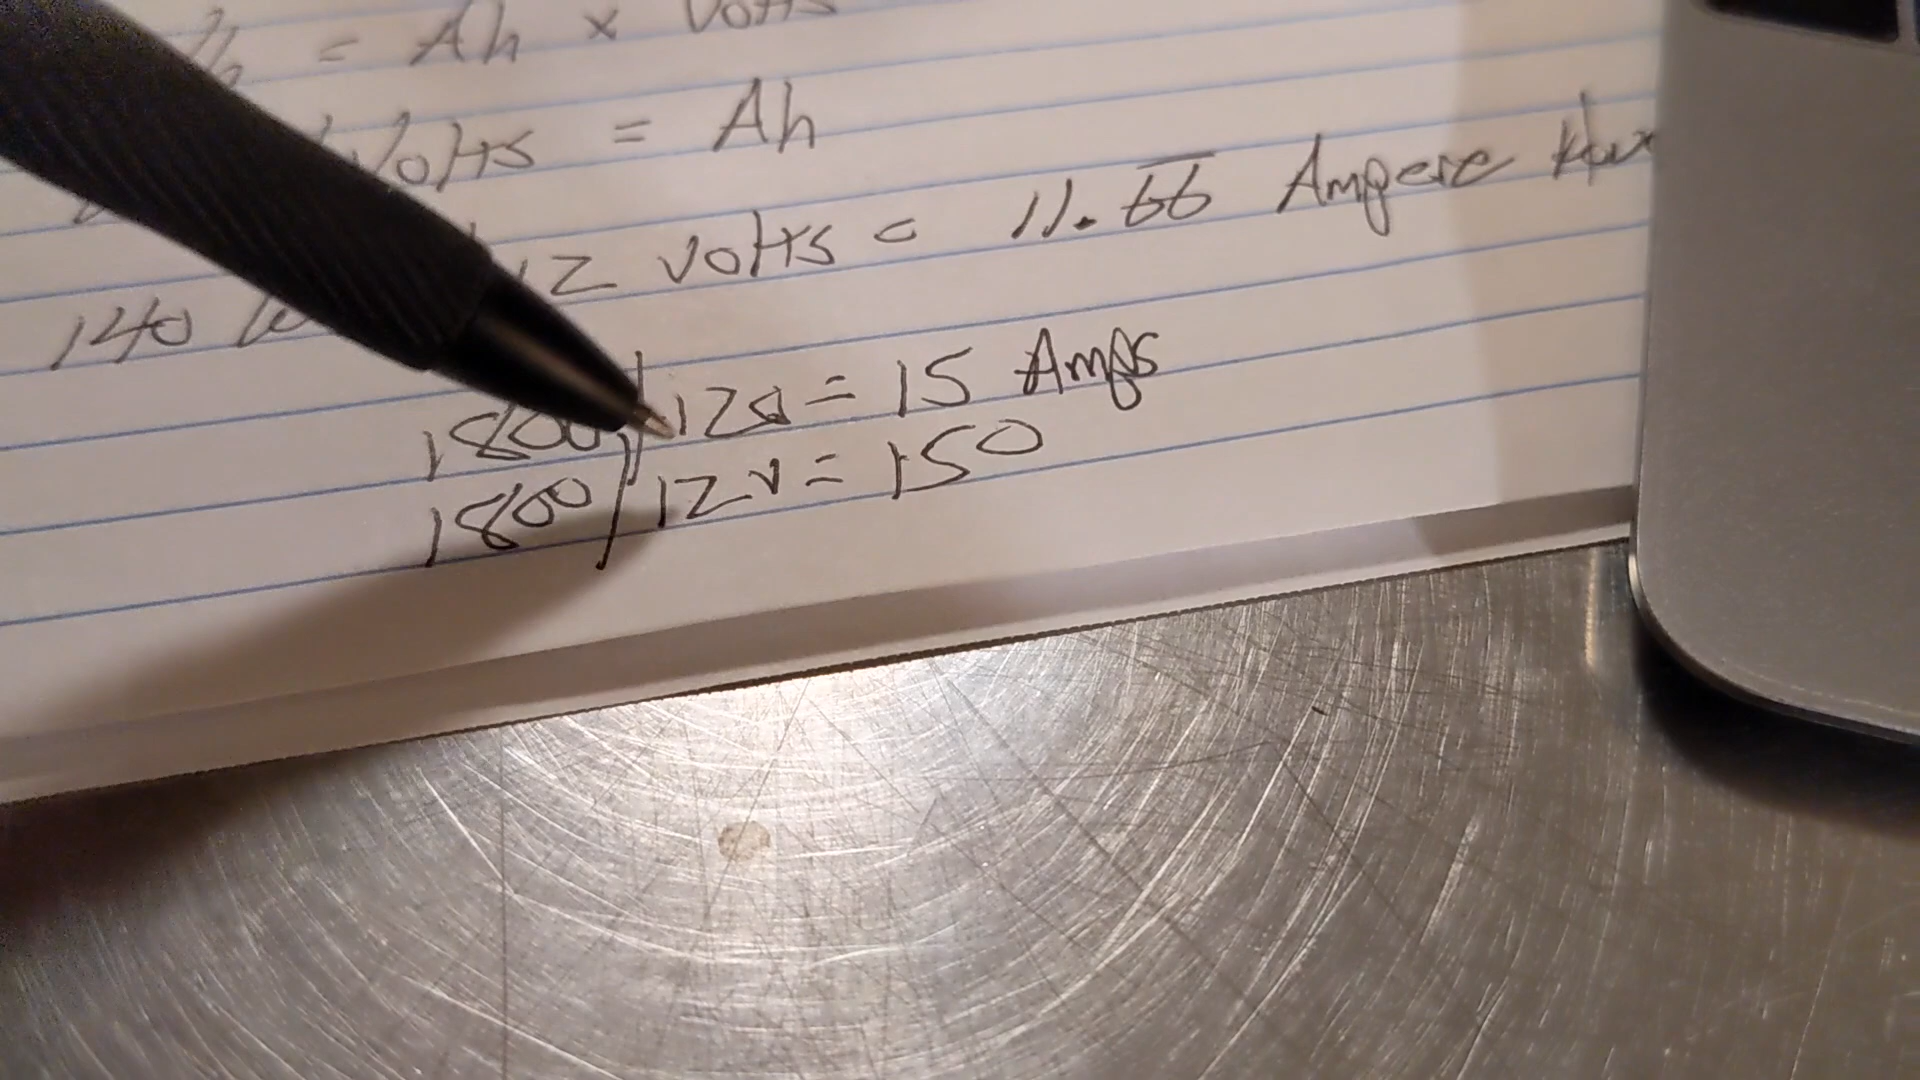 = Ah x Volts
Volts = Ah
140 12 volts = 11.66 Ampere
1800/120 = 15 Amps
1800/12v = 150